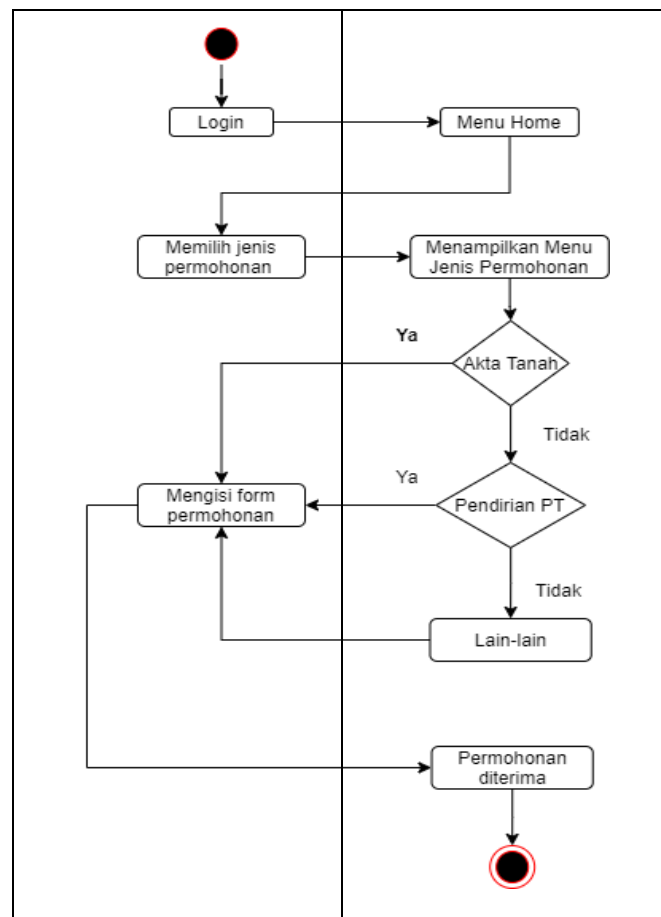 Login
Menu Home
Memilih jenis
permohonan
Menampilkan Menu
Jenis Permohonan
Ya
Akta Tanah
Tidak
Ya
Mengisi form
permohonan
Pendirian PT
Tidak
Lain-lain
Permohonan
diterima